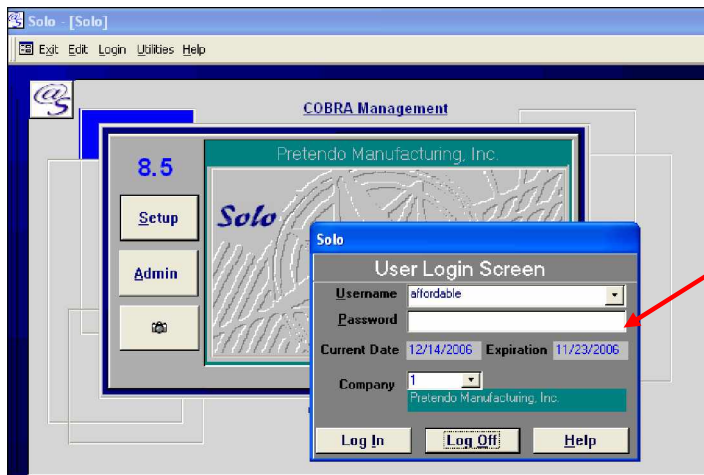 Solo - [Solo]
Exit Edit Login Utilities Help
@S
COBRA Management
8.5
Pretendo Manufacturing, Inc.
Setup
Solo
Admin
Solo
User Login Screen
Username affordable
Password
Current Date 12/14/2006 Expiration 11/23/2006
Company 1
Pretendo Manufacturing, Inc.
Log In Log Off Help